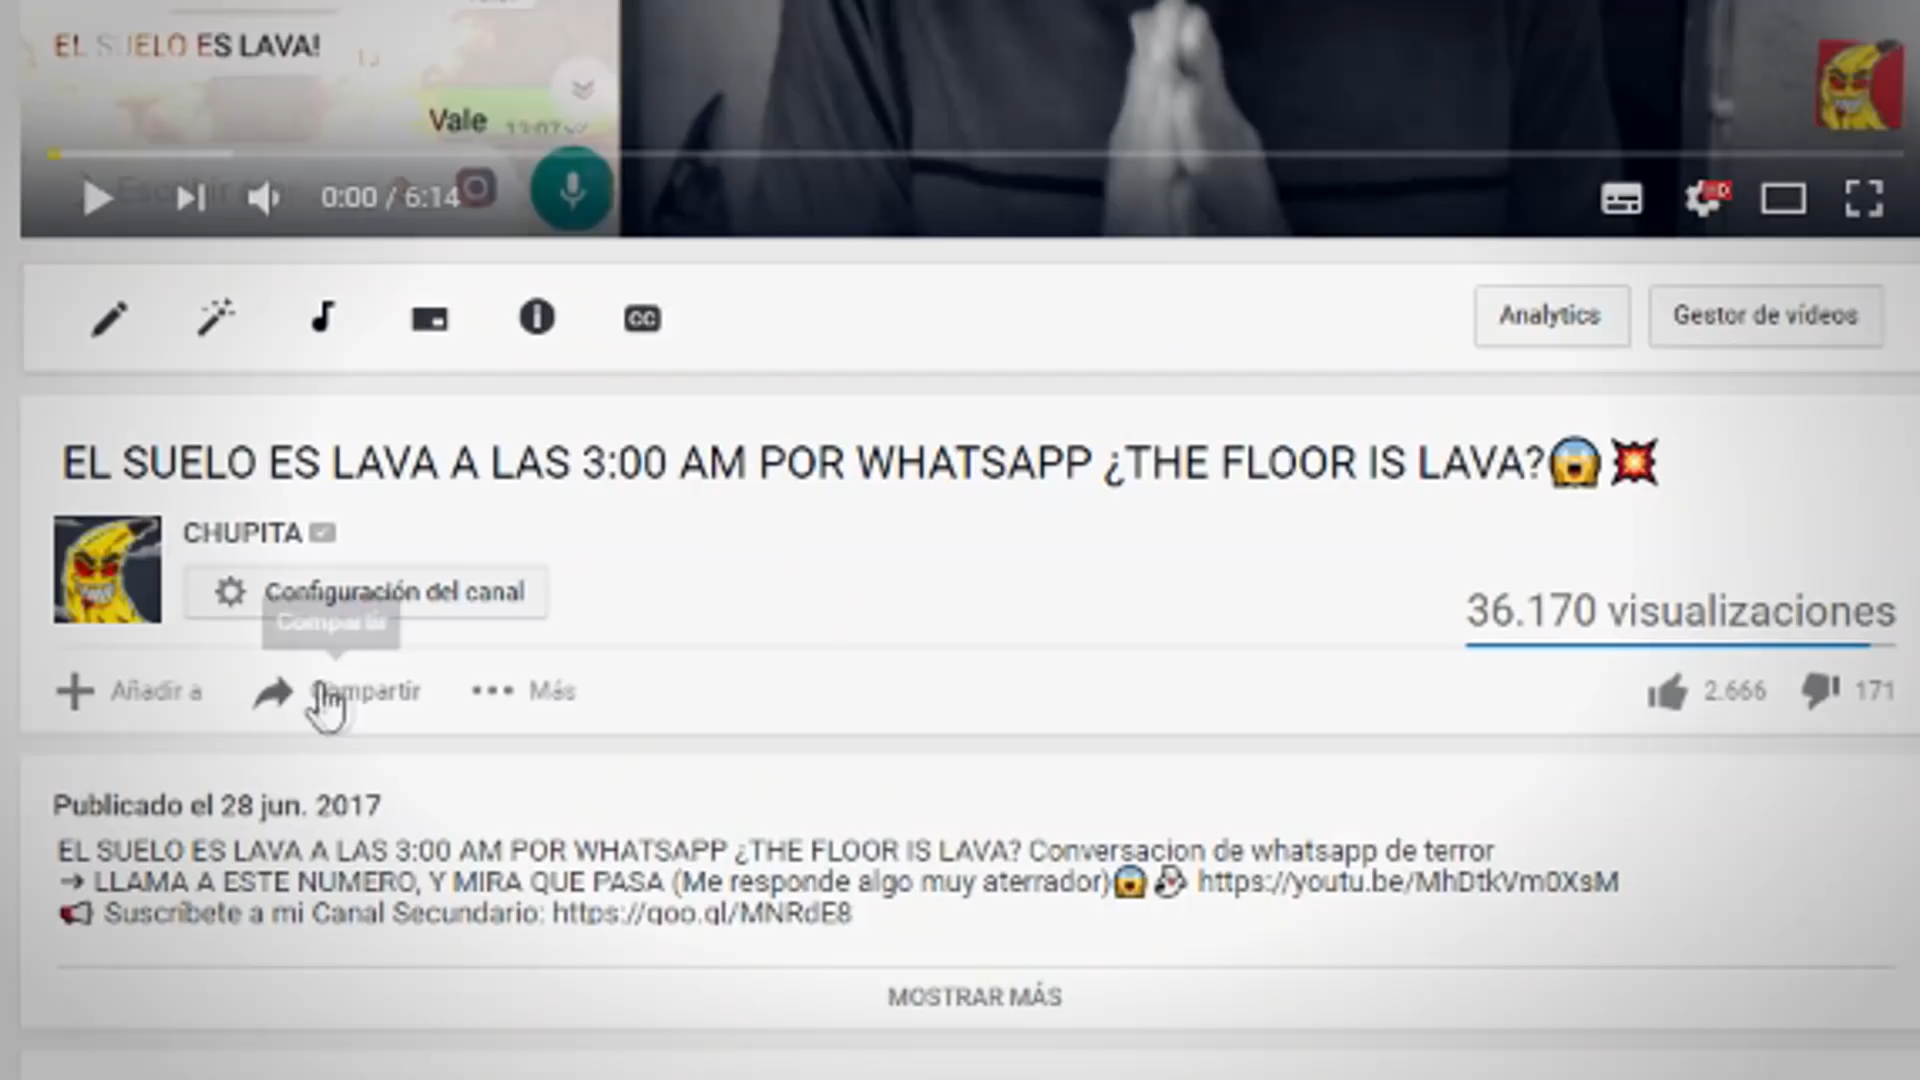 EL SUELO ES LAVA!
Vale 13:07
0:00 / 6:14
HD
CC
Analytics
Gestor de vídeos
EL SUELO ES LAVA A LAS 3:00 AM POR WHATSAPP ¿THE FLOOR IS LAVA?😱💥
CHUPITA
Configuración del canal
Compartir
36.170 visualizaciones
Añadir a
Compartir
Más
2.666
171
Publicado el 28 jun. 2017
EL SUELO ES LAVA A LAS 3:00 AM POR WHATSAPP ¿THE FLOOR IS LAVA? Conversacion de whatsapp de terror
→ LLAMA A ESTE NUMERO, Y MIRA QUE PASA (Me responde algo muy aterrador)😱👻 https://youtu.be/MhDtkVm0XsM
📢 Suscribete a mi Canal Secundario: https://goo.gl/MNRdE8
MOSTRAR MÁS